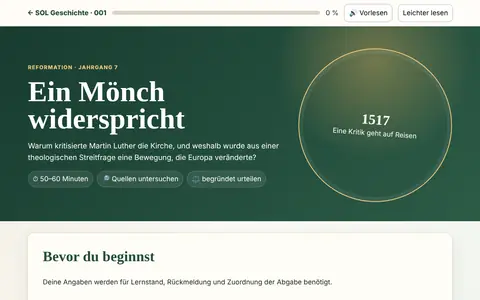 ← SOL Geschichte · 001
0 %
🔊 Vorlesen
Leichter lesen
REFORMATION · JAHRGANG 7
Ein Mönch
widerspricht
Warum kritisierte Martin Luther die Kirche, und weshalb wurde aus einer
theologischen Streitfrage eine Bewegung, die Europa veränderte?
⏱ 50–60 Minuten
🔎 Quellen untersuchen
⚖ begründet urteilen
1517
Eine Kritik geht auf Reisen
Bevor du beginnst
Deine Angaben werden für Lernstand, Rückmeldung und Zuordnung der Abgabe benötigt.